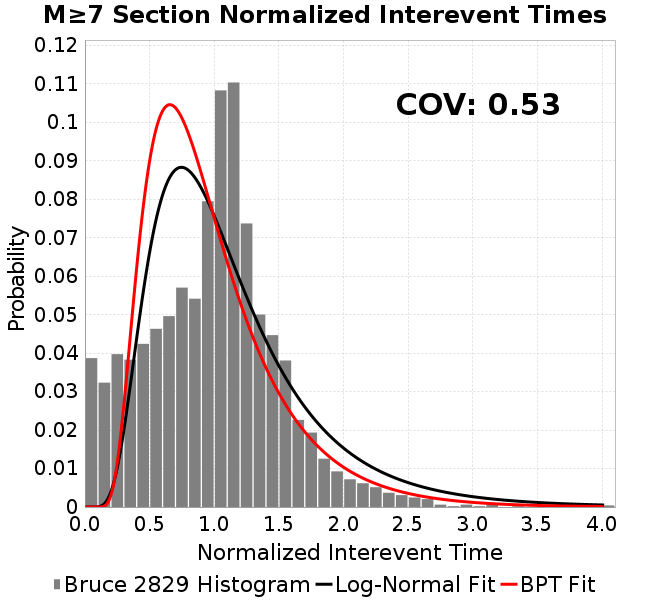 M≥7 Section Normalized Interevent Times
COV: 0.53
Probability
0.12
0.11
0.1
0.09
0.08
0.07
0.06
0.05
0.04
0.03
0.02
0.01
0
0.0 0.5 1.0 1.5 2.0 2.5 3.0 3.5 4.0
Normalized Interevent Time
Bruce 2829 Histogram Log-Normal Fit BPT Fit